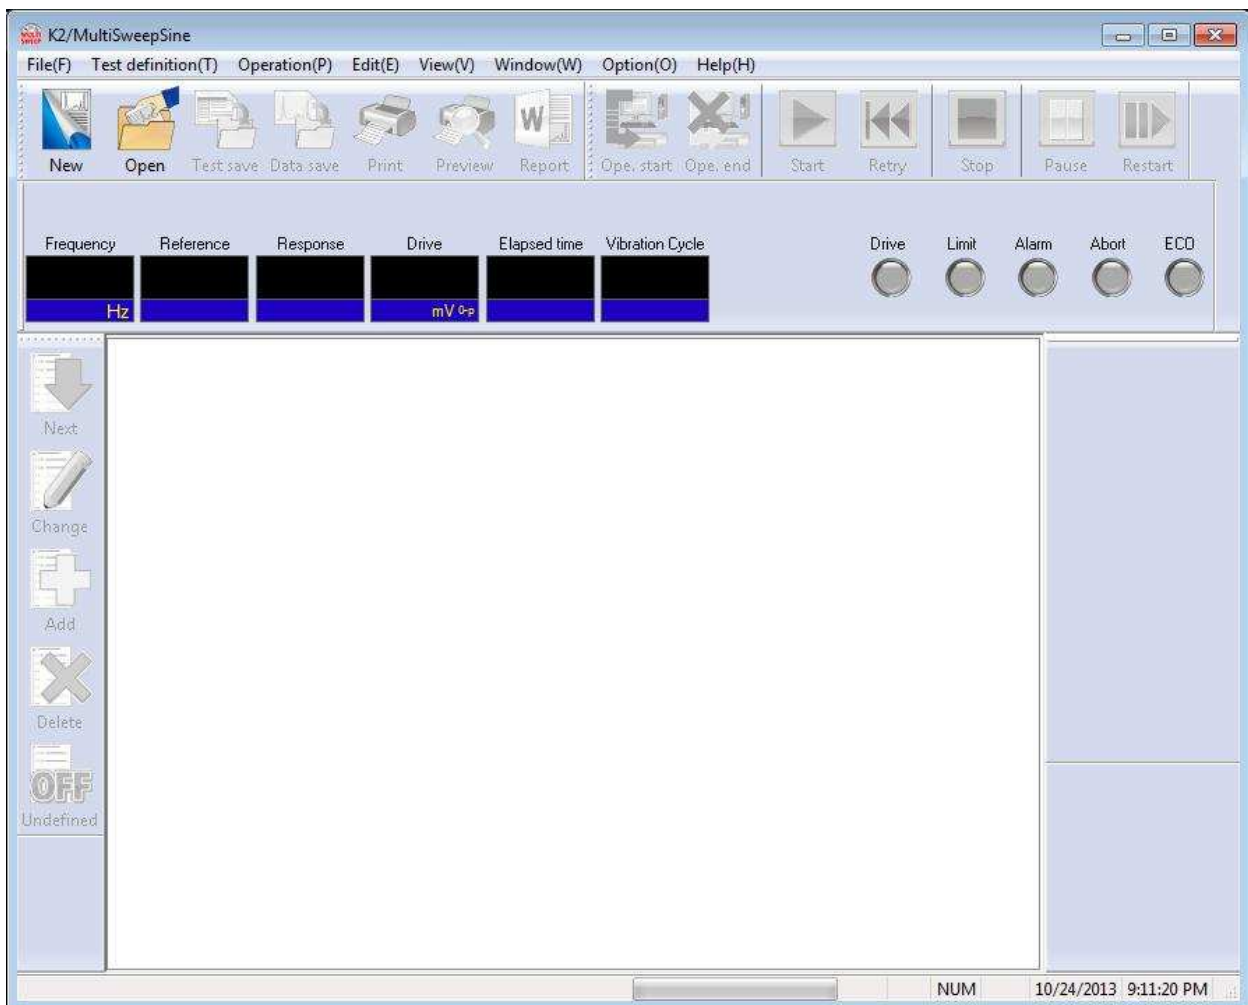 K2/MultiSweepSine
File(F) Test definition(T) Operation(P) Edit(E) View(V) Window(W) Option(O) Help(H)
New Open Test save Data save Print Preview Report Ope. start Ope. end Start Retry Stop Pause Restart
Frequency Reference Response Drive Elapsed time Vibration Cycle Drive Limit Alarm Abort ECO
Hz mV 0-p
Next
Change
Add
Delete
OFF
Undefined
NUM 10/24/2013 9:11:20 PM